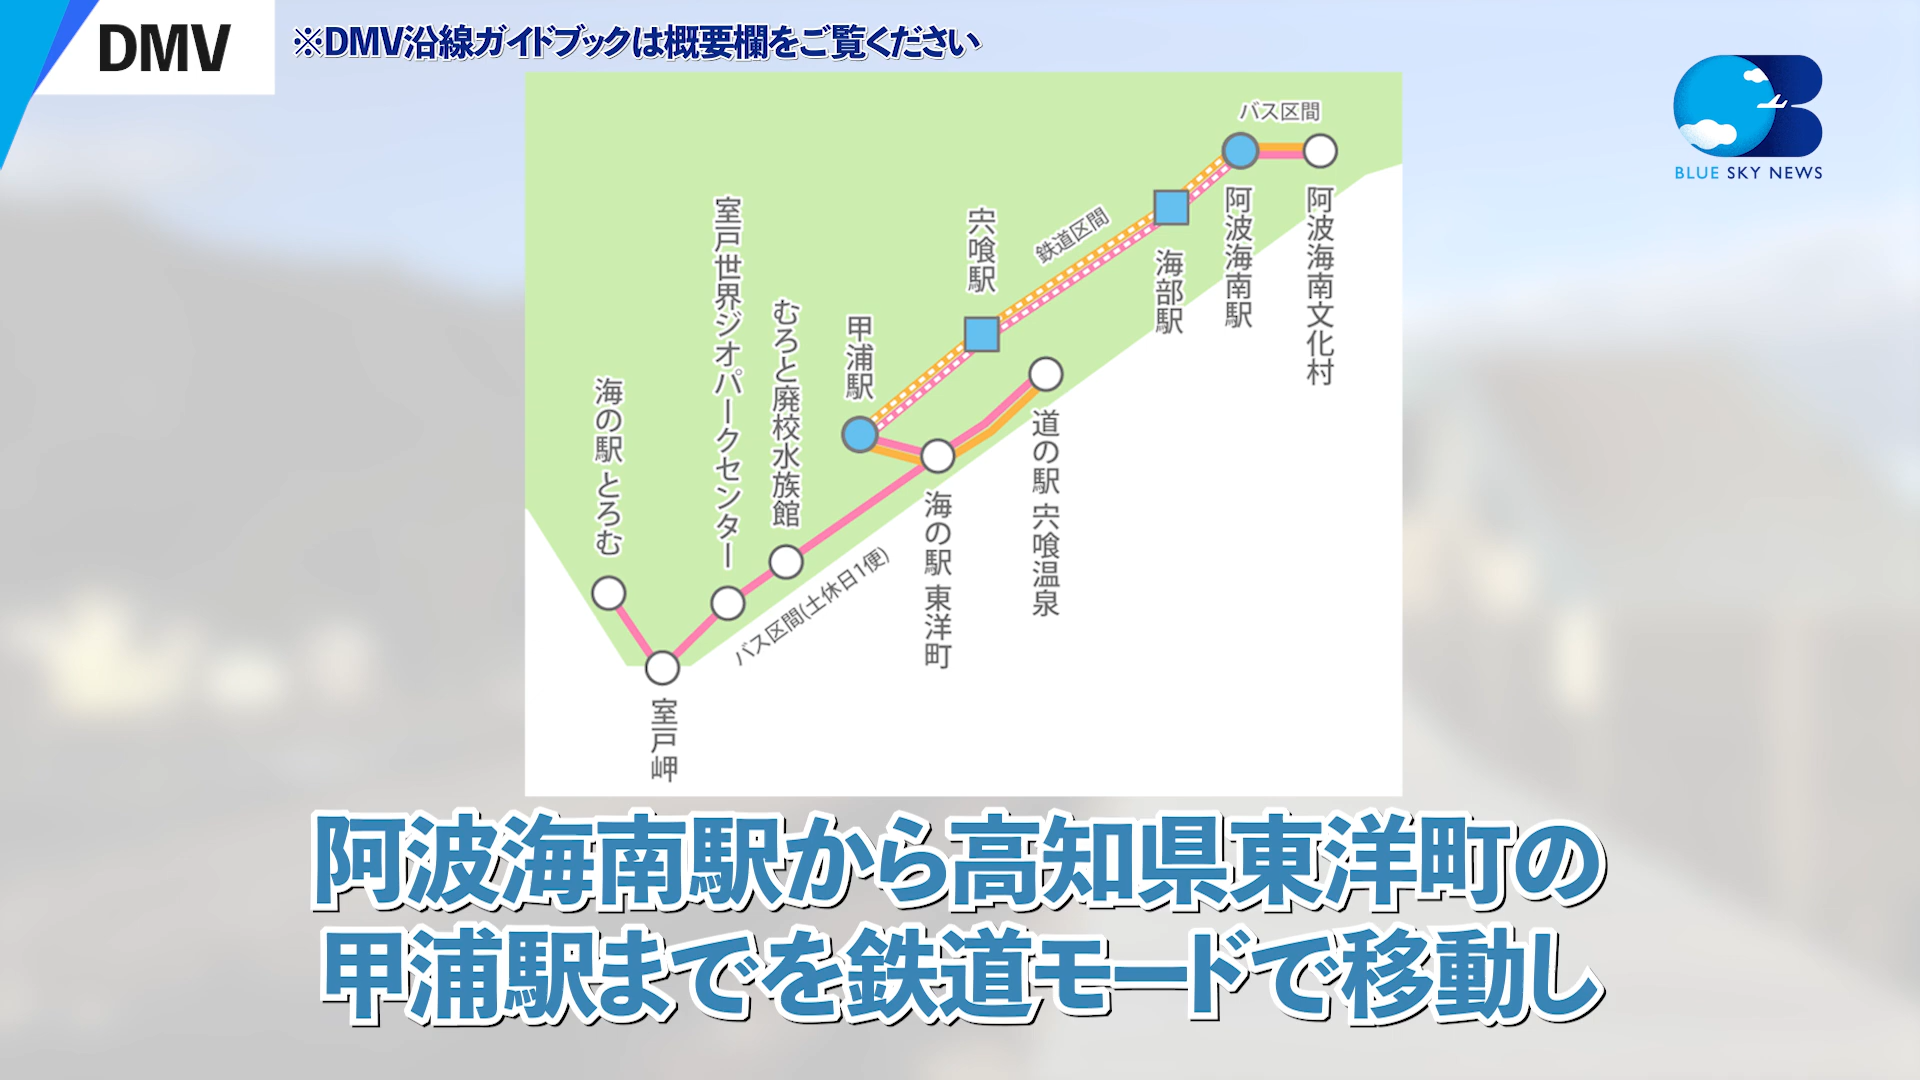 DMV
※DMV沿線ガイドブックは概要欄をご覧ください
BLUE SKY NEWS
バス区間
阿波海南文化村
阿波海南駅
海部駅
鉄道区間
宍喰駅
甲浦駅
道の駅 宍喰温泉
海の駅 東洋町
むろと廃校水族館
室戸世界ジオパークセンター
バス区間(土休日1便)
海の駅 とろむ
室戸岬
阿波海南駅から高知県東洋町の
甲浦駅までを鉄道モードで移動し